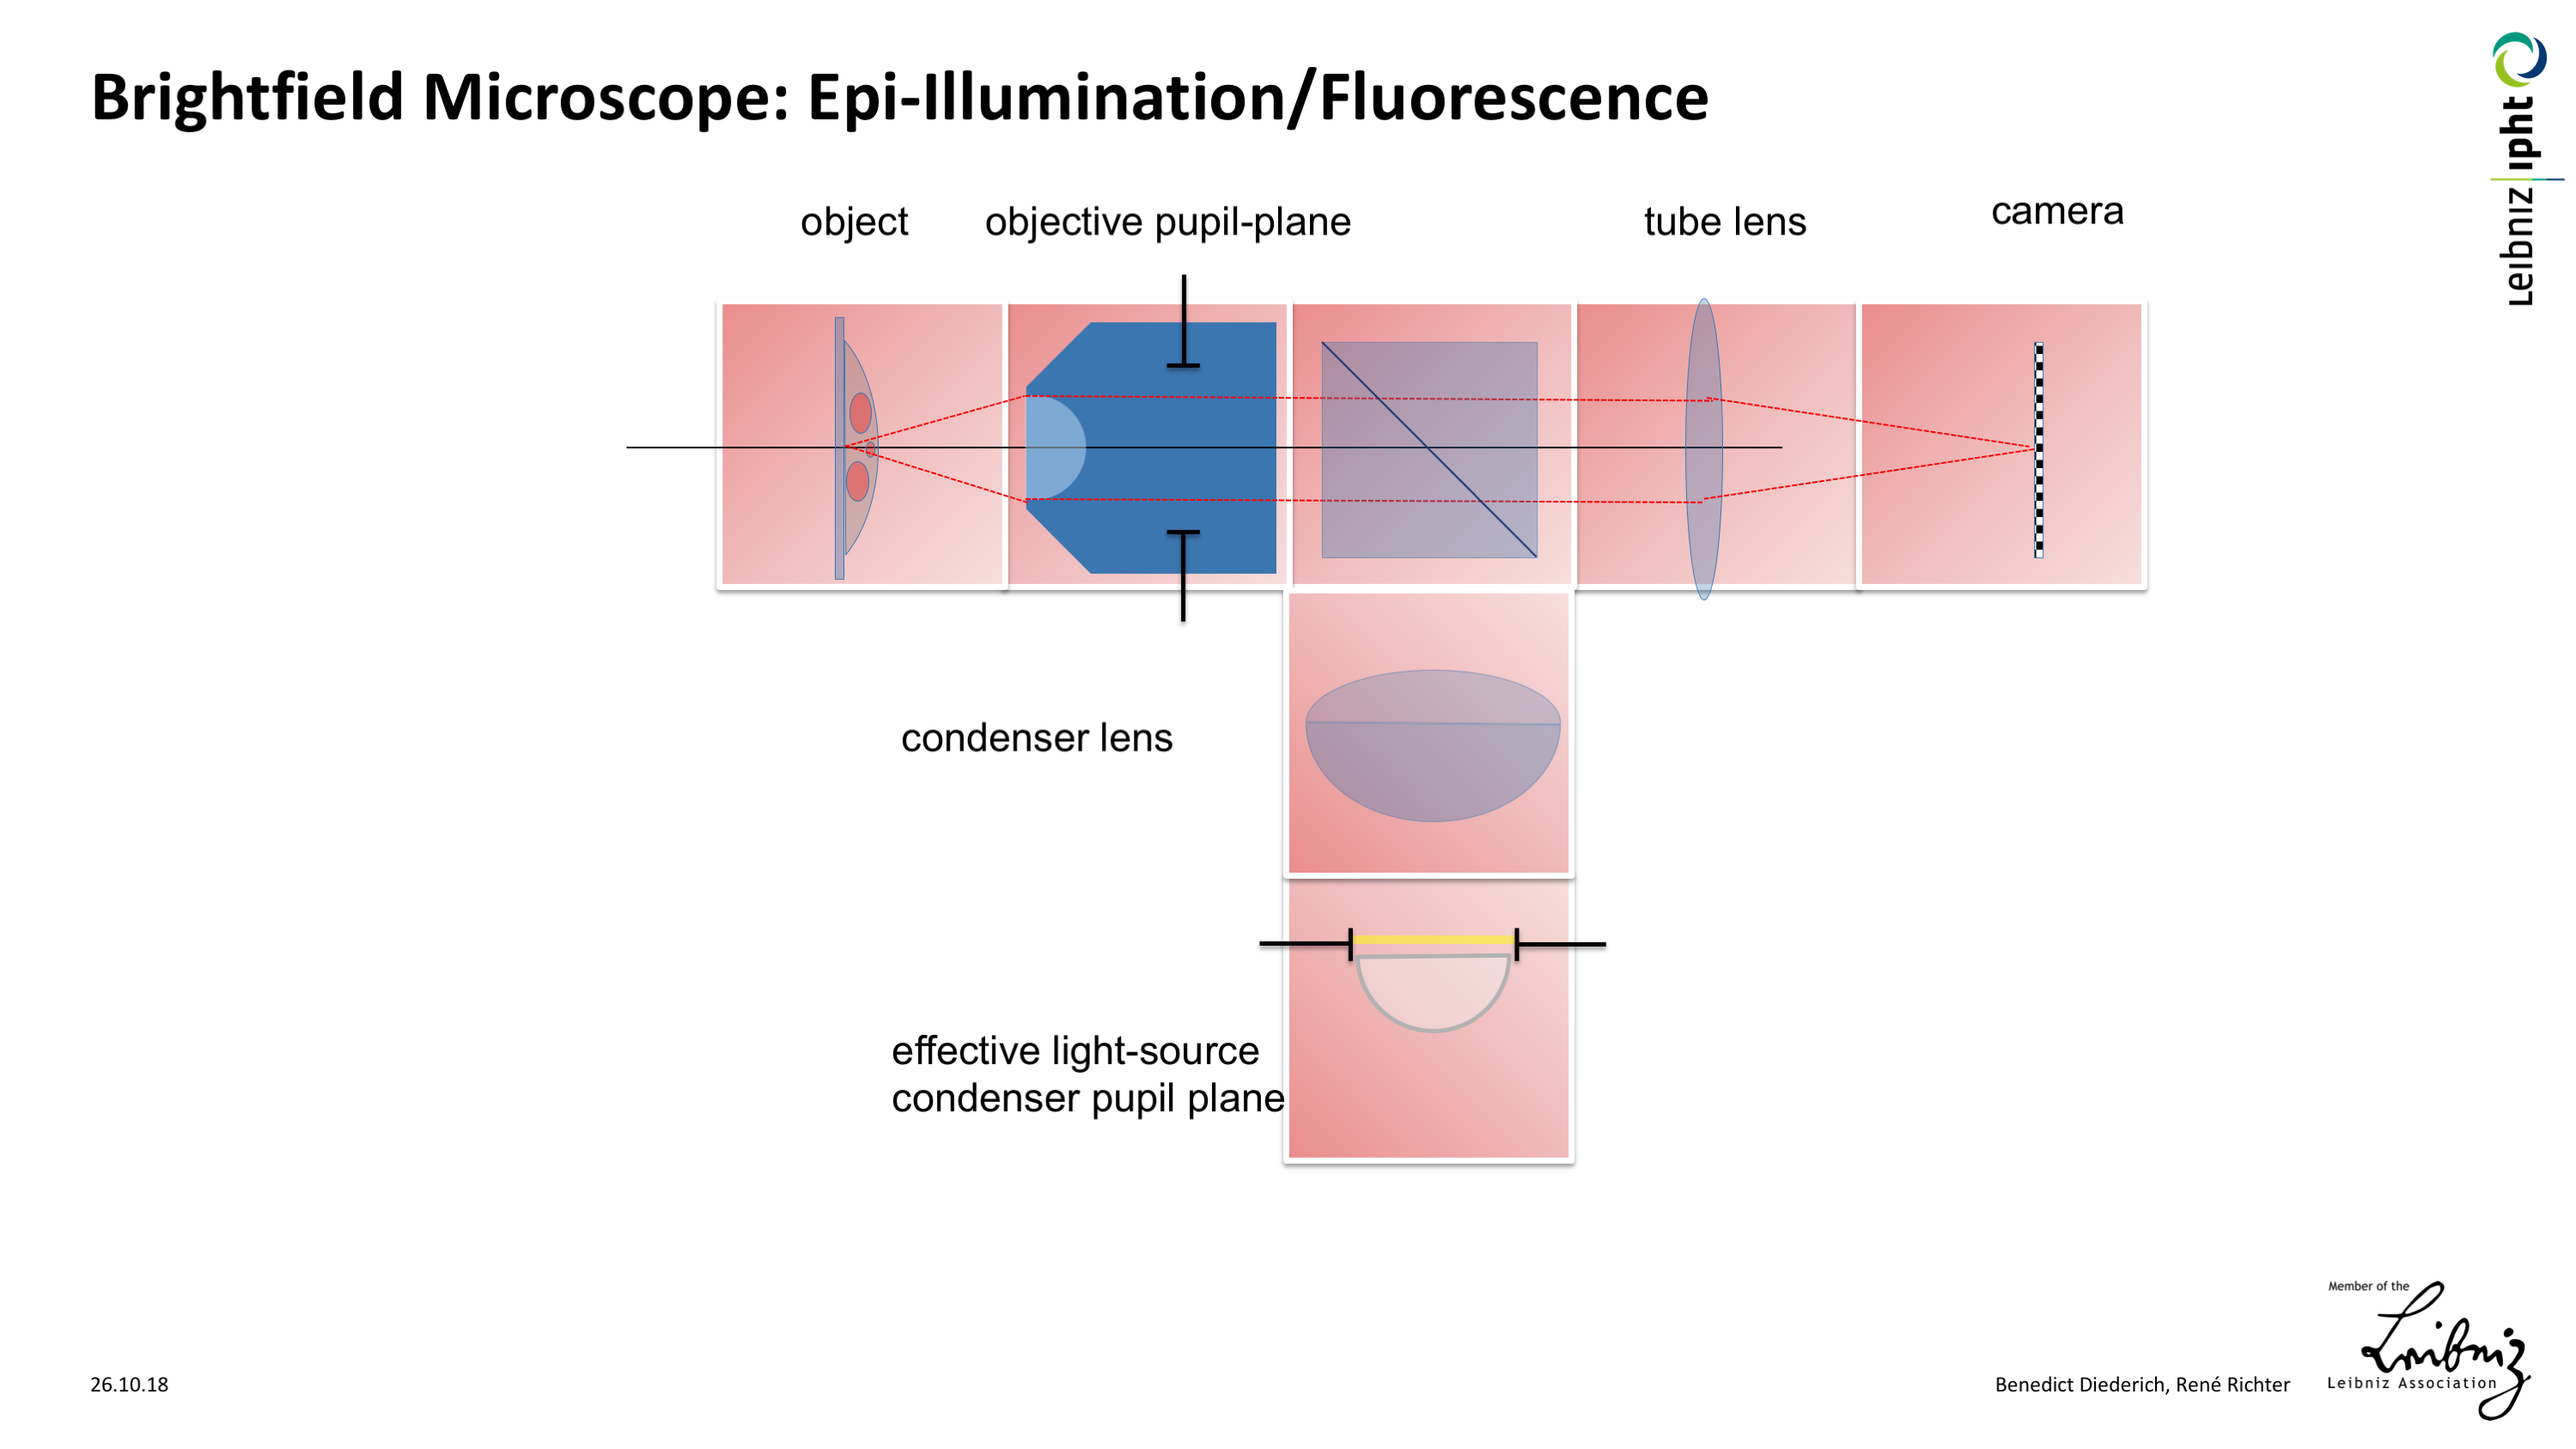 Brightfield Microscope: Epi-Illumination/Fluorescence
Leibniz ipht
object
objective pupil-plane
tube lens
camera
condenser lens
effective light-source
condenser pupil plane
26.10.18
Benedict Diederich, René Richter
Member of the
Leibniz
Leibniz Association